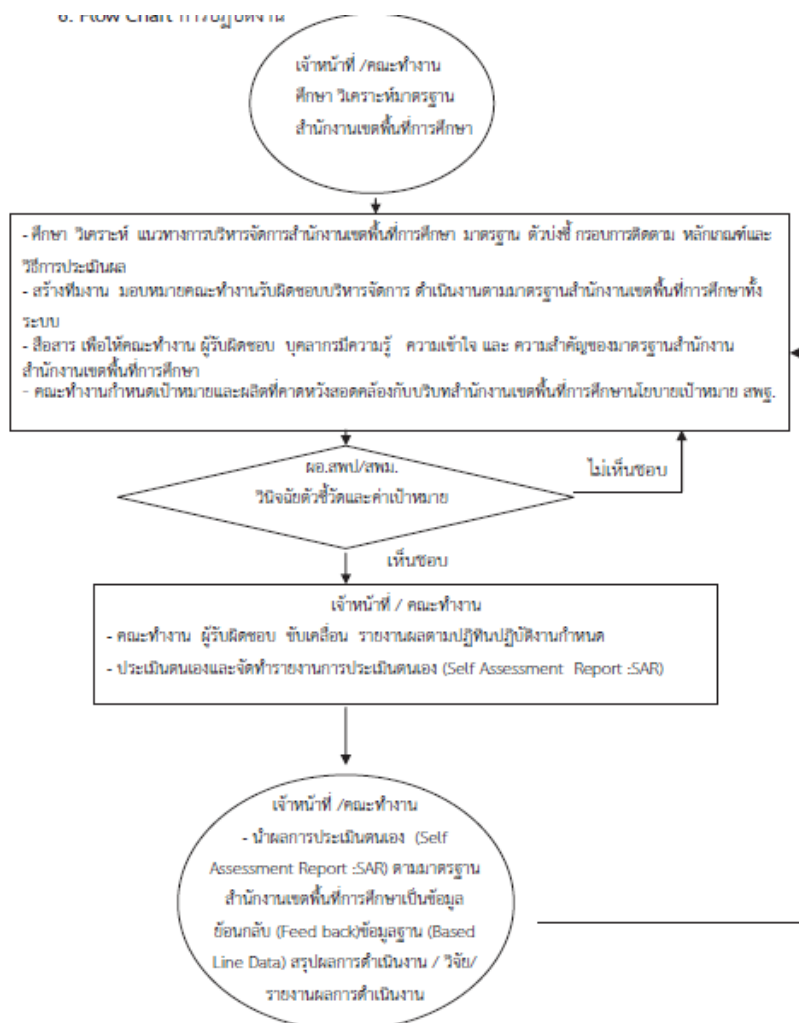 6. Flow Chart การปฏิบัติงาน
เจ้าหน้าที่ /คณะทำงาน
ศึกษา วิเคราะห์มาตรฐาน
สำนักงานเขตพื้นที่การศึกษา
- ศึกษา วิเคราะห์ แนวทางการบริหารจัดการสำนักงานเขตพื้นที่การศึกษา มาตรฐาน ตัวบ่งชี้ กรอบการติดตาม หลักเกณฑ์และ
วิธีการประเมินผล
- สร้างทีมงาน มอบหมายคณะทำงานรับผิดชอบบริหารจัดการ ดำเนินงานตามมาตรฐานสำนักงานเขตพื้นที่การศึกษาทั้ง
ระบบ
- สื่อสาร เพื่อให้คณะทำงาน ผู้รับผิดชอบ บุคลากรมีความรู้ ความเข้าใจ และ ความสำคัญของมาตรฐานสำนักงาน
สำนักงานเขตพื้นที่การศึกษา
- คณะทำงานกำหนดเป้าหมายและผลิตที่คาดหวังสอดคล้องกับบริบทสำนักงานเขตพื้นที่การศึกษานโยบายเป้าหมาย สพฐ.
ผอ.สพป/สพม.
วินิจฉัยตัวชี้วัดและค่าเป้าหมาย
ไม่เห็นชอบ
เห็นชอบ
เจ้าหน้าที่ / คณะทำงาน
- คณะทำงาน ผู้รับผิดชอบ ขับเคลื่อน รายงานผลตามปฏิทินปฏิบัติงานกำหนด
- ประเมินตนเองและจัดทำรายงานการประเมินตนเอง (Self Assessment Report :SAR)
เจ้าหน้าที่ /คณะทำงาน
- นำผลการประเมินตนเอง (Self
Assessment Report :SAR) ตามมาตรฐาน
สำนักงานเขตพื้นที่การศึกษาเป็นข้อมูล
ย้อนกลับ (Feed back)ข้อมูลฐาน (Based
Line Data) สรุปผลการดำเนินงาน / วิจัย/
รายงานผลการดำเนินงาน